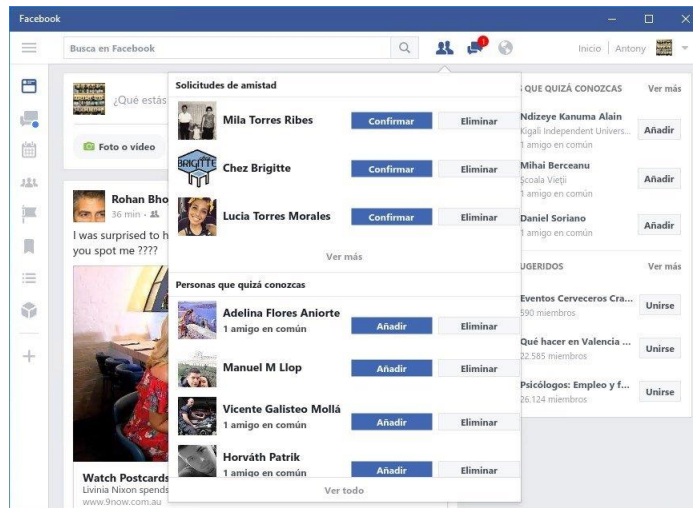 Facebook
Busca en Facebook
1
Inicio
Antony
¿Qué estás
Foto o vídeo
Rohan Bho
36 min
I was surprised to h
you spot me ????
Watch Postcards
Livinia Nixon spends
www.9now.com.au
Solicitudes de amistad
Mila Torres Ribes
Confirmar
Eliminar
BRIGITTE
Chez Brigitte
Confirmar
Eliminar
Lucia Torres Morales
Confirmar
Eliminar
Ver más
Personas que quizá conozcas
Adelina Flores Aniorte
1 amigo en común
Añadir
Eliminar
Manuel M Llop
Añadir
Eliminar
Vicente Galisteo Mollá
1 amigo en común
Añadir
Eliminar
Horváth Patrik
1 amigo en común
Añadir
Eliminar
Ver todo
QUE QUIZÁ CONOZCAS
Ver más
Ndizeye Kanuma Alain
Kigali Independent Univers...
1 amigo en común
Añadir
Mihai Berceanu
Școala Vieții
1 amigo en común
Añadir
Daniel Soriano
1 amigo en común
Añadir
UGERIDOS
Ver más
Eventos Cerveceros Cra...
590 miembros
Unirse
Qué hacer en Valencia ...
22.585 miembros
Unirse
Psicólogos: Empleo y f...
26.124 miembros
Unirse